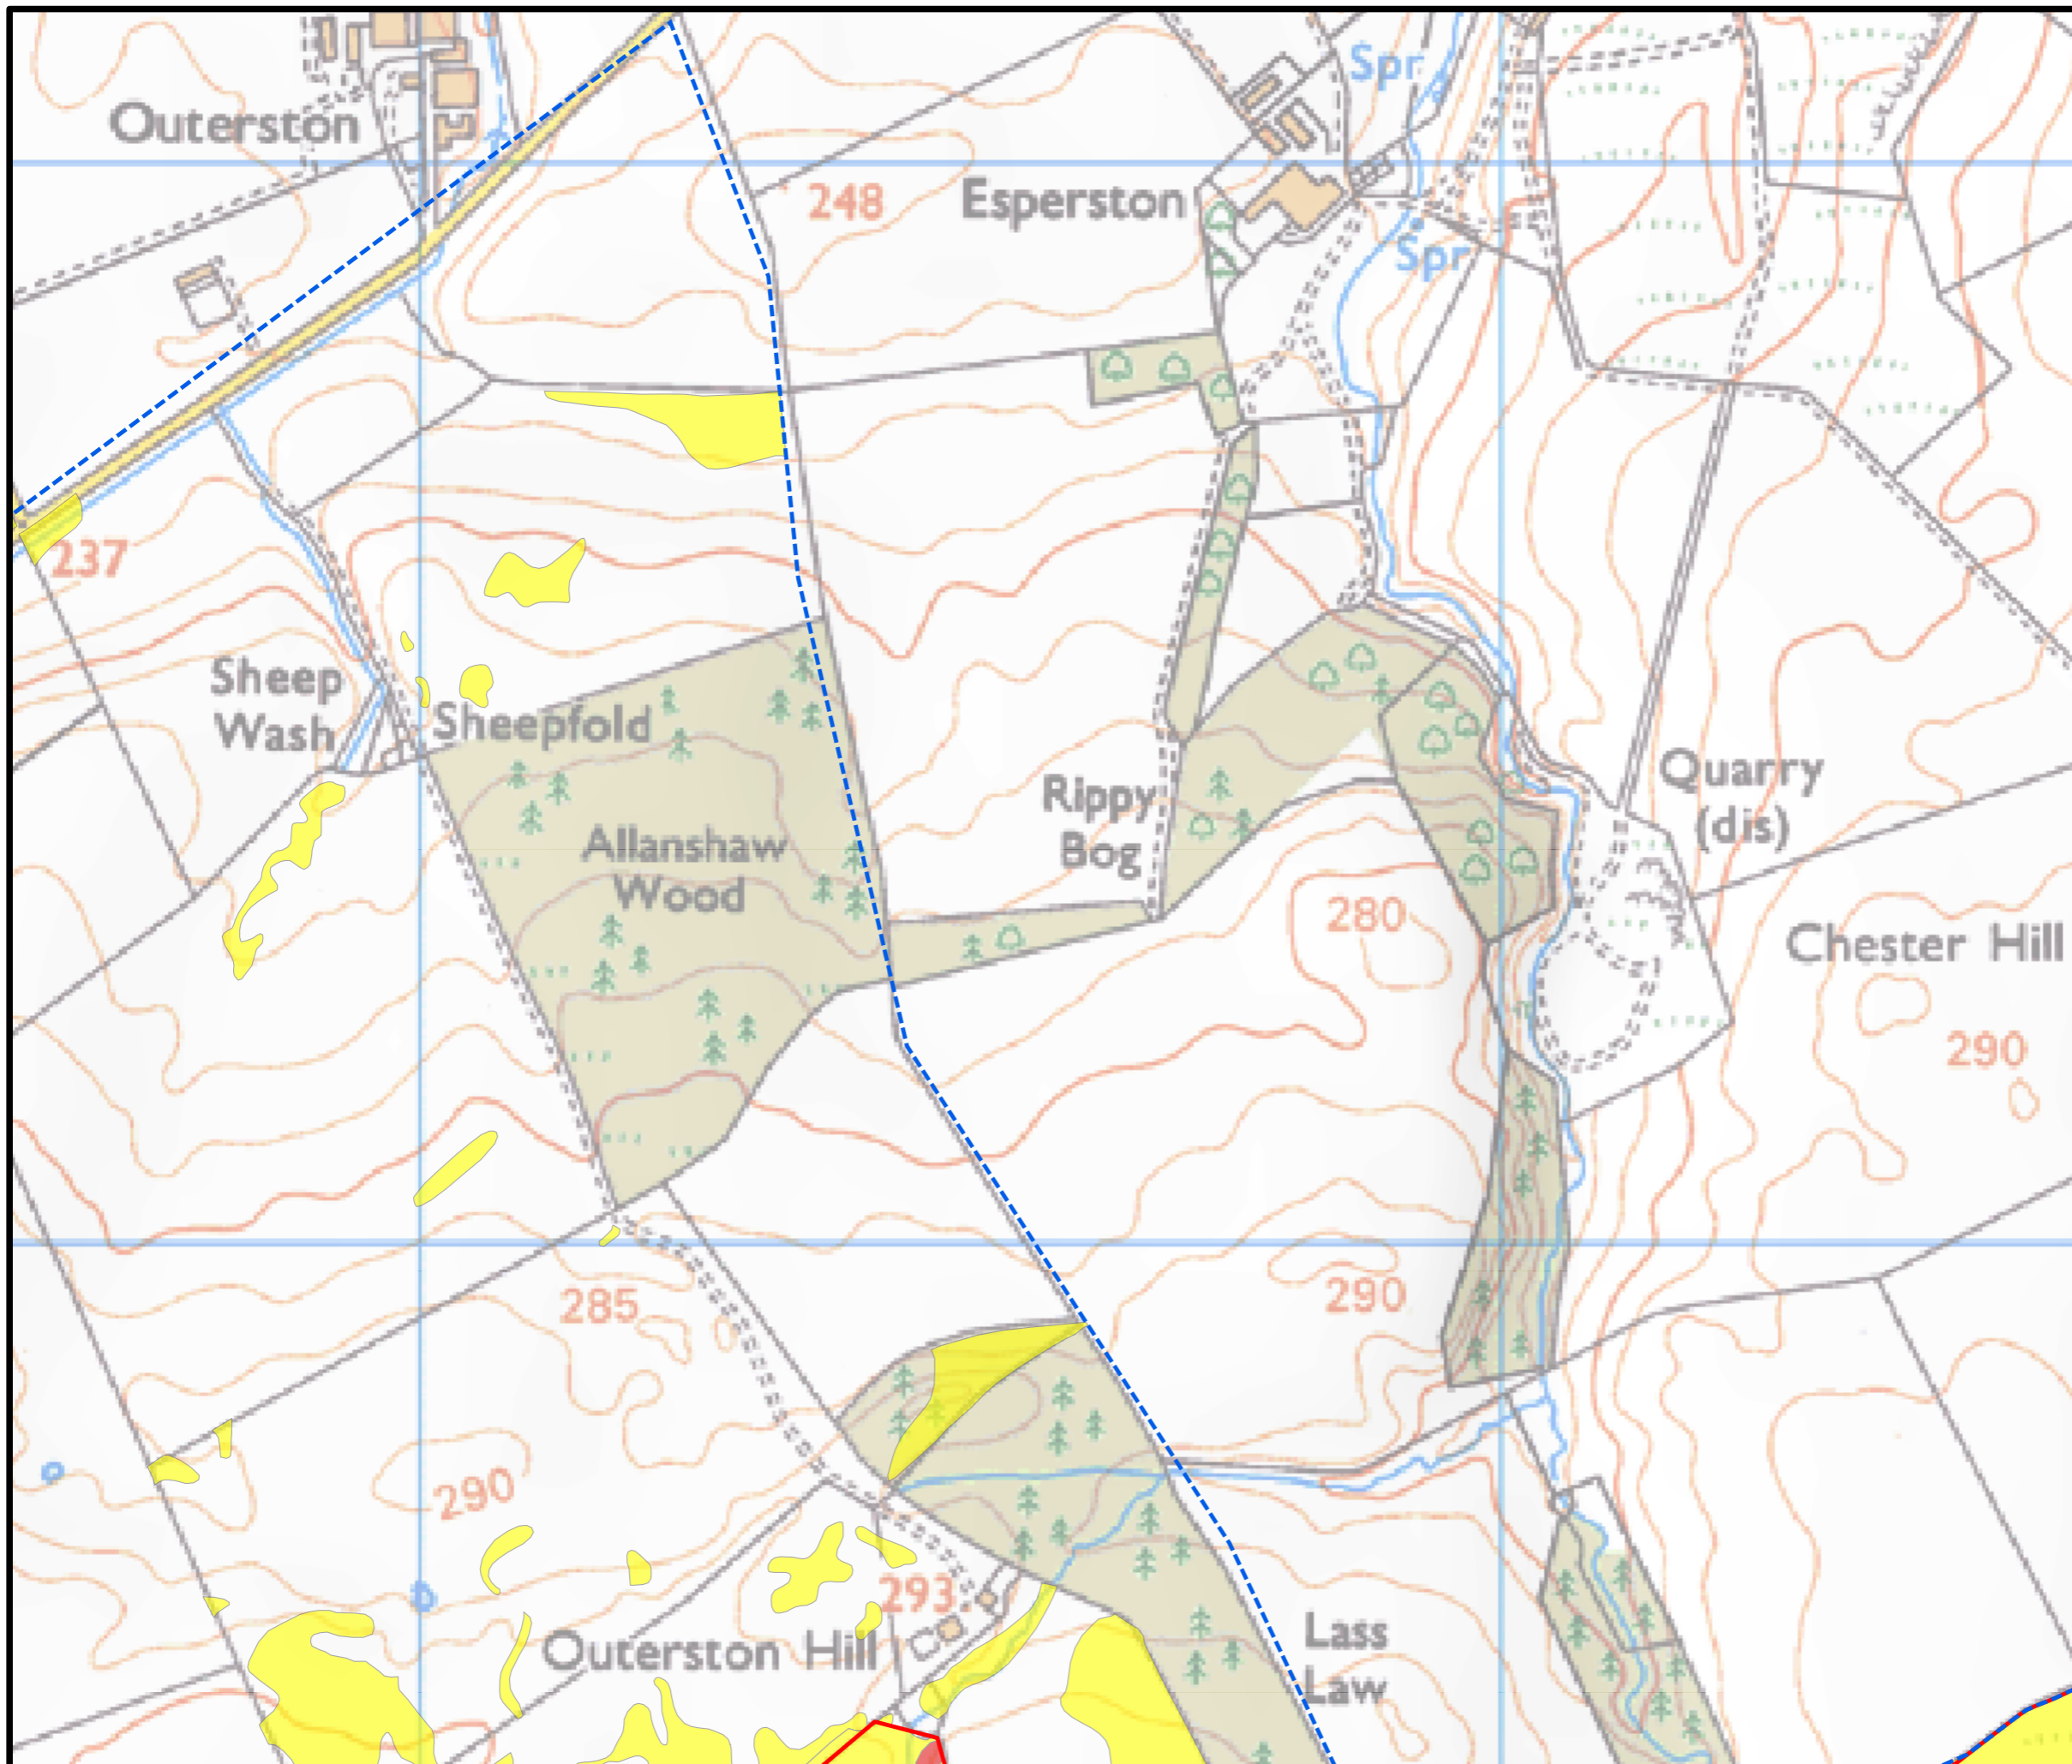 Spr
Outerston
248
Esperston
Spr
237
Sheep
Wash
Sheepfold
Rippy
Bog
Quarry
(dis)
Allanshaw
Wood
280
Chester Hill
290
285
290
290
293
Outerston Hill
Lass
Law